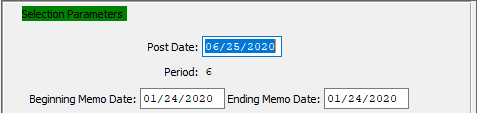 Selection Parameters
Post Date: 06/25/2020
Period: 6
Beginning Memo Date: 01/24/2020 Ending Memo Date: 01/24/2020